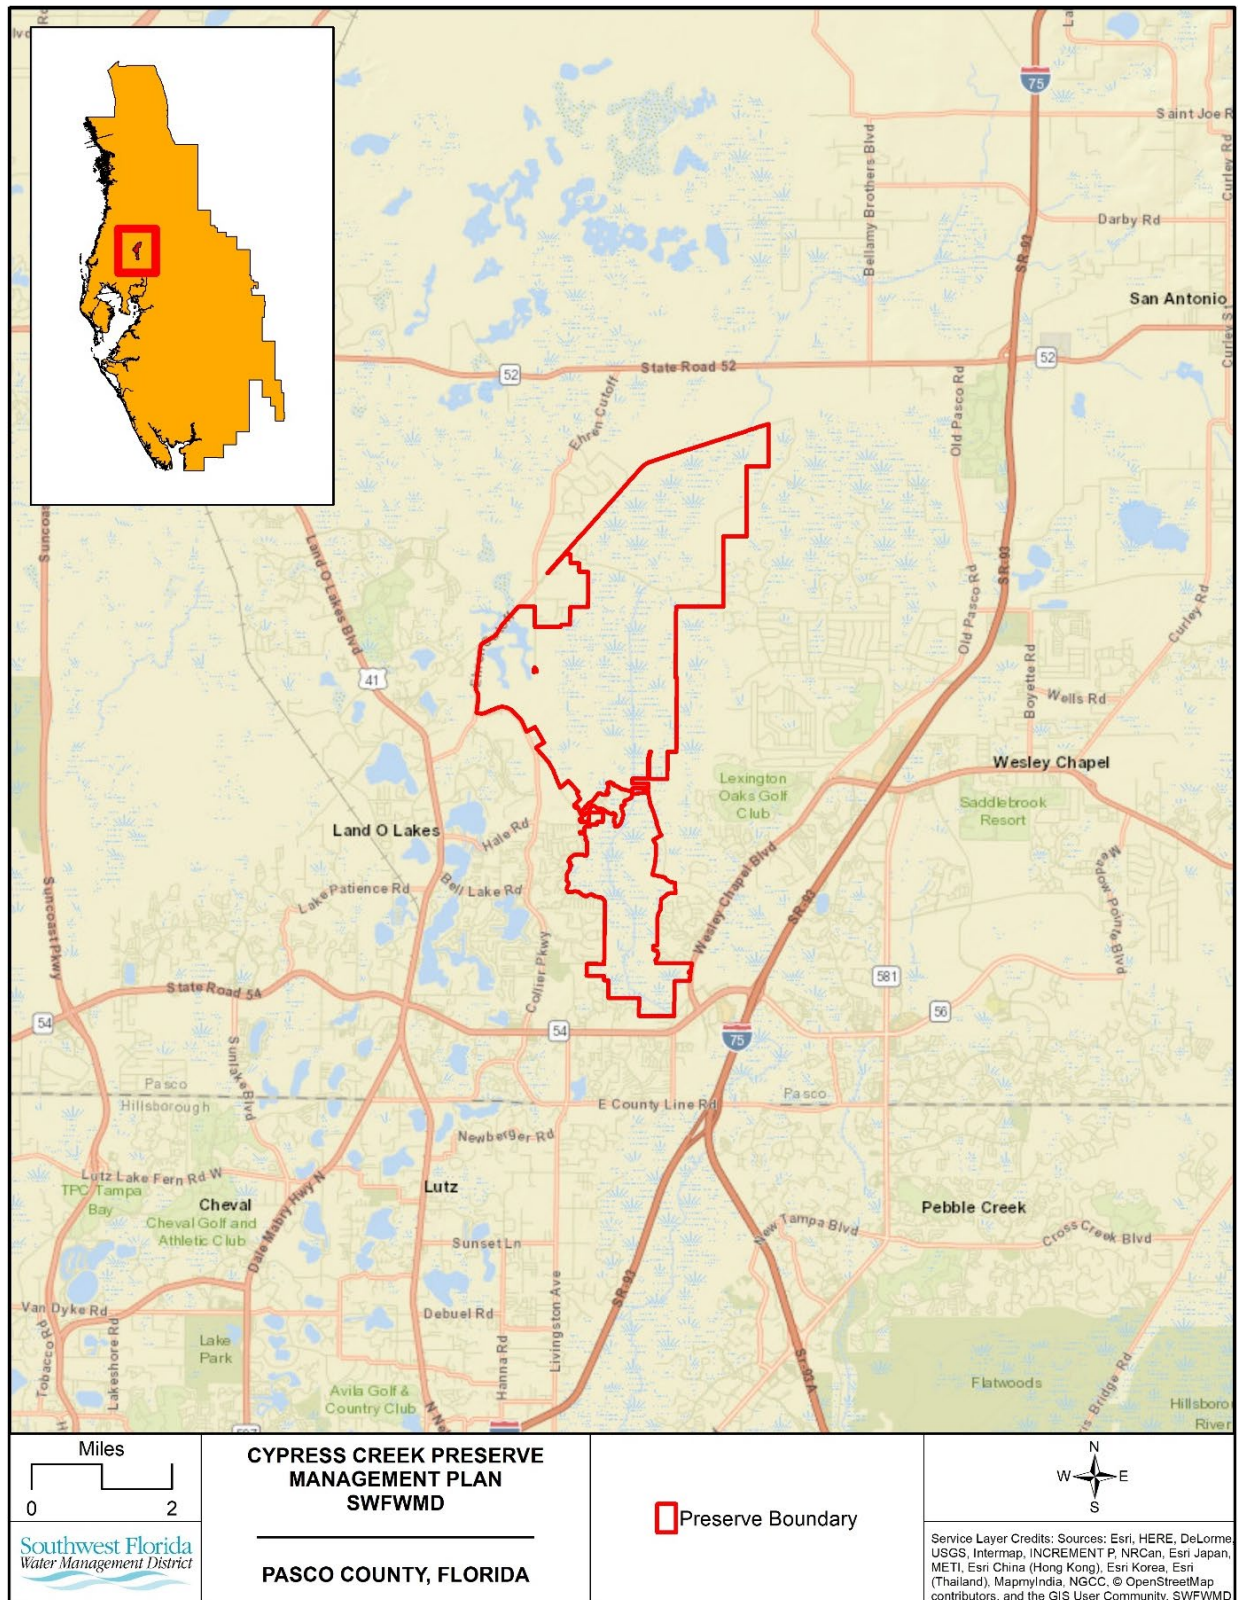 75
Saint Joe R
Curley Rd
Bellamy Brothers Blvd
Darby Rd
SR-93
San Antonio
52
State Road 52
52
Curley St
Old Pasco Rd
Ehren Cutoff
Suncoas
Land O Lakes Blvd
SR-93
Old Pasco Rd
Curley Rd
41
Boyette Rd
Wells Rd
Wesley Chapel
Lexington
Oaks Golf
Club
Saddlebrook
Resort
Land O Lakes
Hale Rd
Meadow Pointe Blvd
Lake Patience Rd
Bell Lake Rd
Wesley Chapel Blvd
SR-93
Suncoast Pkwy
Collier Pkwy
State Road 54
581
56
54
54
75
Sunlake Blvd
Pasco
Hillsborough
Pasco
E County Line Rd
Newberger Rd
Lutz Lake Fern Rd W
TPC Tampa
Bay
Cheval
Cheval Golf and
Athletic Club
Dale Mabry Hwy N
Lutz
Pebble Creek
New Tampa Blvd
Cross Creek Blvd
Sunset Ln
SR-93
Van Dyke Rd
Debuel Rd
Livingston Ave
Tobacco Rd
Lakeshore Rd
Lake
Park
Hanna Rd
Sr-93A
Avila Golf &
Country Club
N Ne
Flatwoods
is Bridge Rd
Hillsboro
River
Miles
0 2
Southwest Florida
Water Management District
CYPRESS CREEK PRESERVE
MANAGEMENT PLAN
SWFWMD
PASCO COUNTY, FLORIDA
Preserve Boundary
N
W E
S
Service Layer Credits: Sources: Esri, HERE, DeLorme,
USGS, Intermap, INCREMENT P, NRCan, Esri Japan,
METI, Esri China (Hong Kong), Esri Korea, Esri
(Thailand), MapmyIndia, NGCC, © OpenStreetMap
contributors, and the GIS User Community, SWFWMD